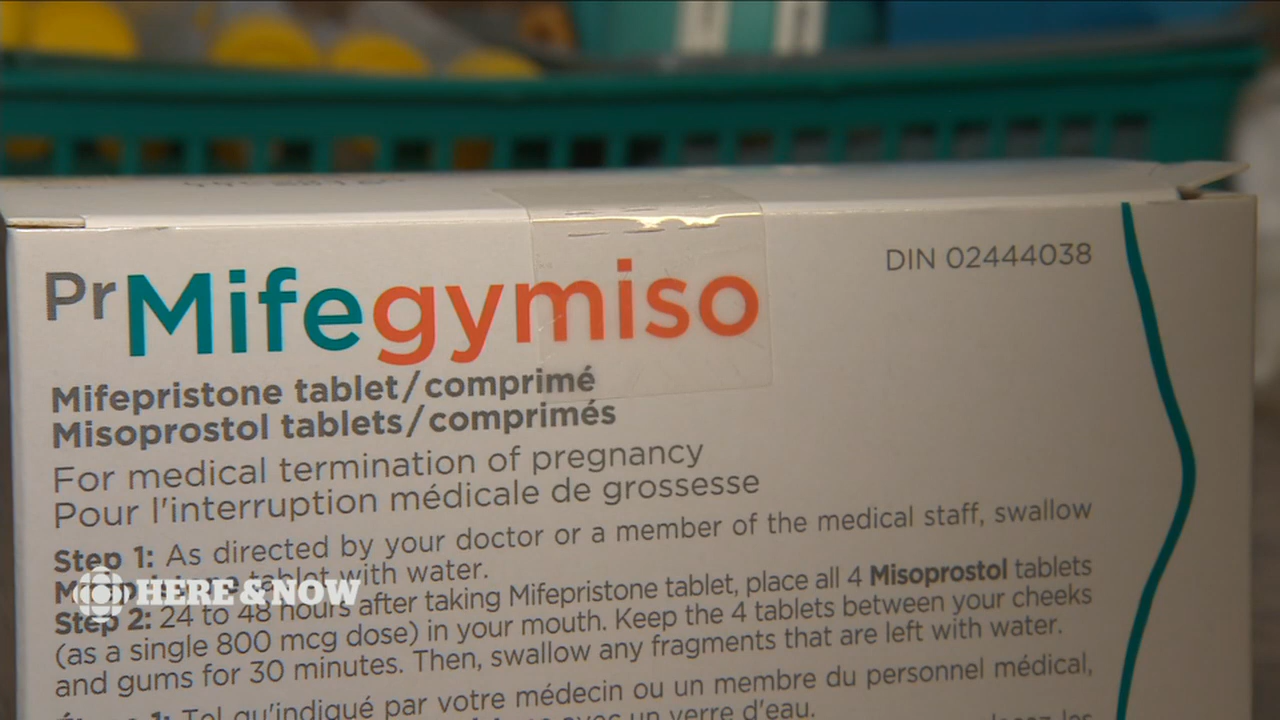 PrMifegymiso
DIN 02444038
Mifepristone tablet/comprimé
Misoprostol tablets/comprimés
For medical termination of pregnancy
Pour l'interruption médicale de grossesse
Step 1: As directed by your doctor or a member of the medical staff, swallow
tablet with water.
HERE & NOW
Step 2: 24 to 48 hours after taking Mifepristone tablet, place all 4 Misoprostol tablets
(as a single 800 mcg dose) in your mouth. Keep the 4 tablets between your cheeks
and gums for 30 minutes. Then, swallow any fragments that are left with water.
Tel qu'indiqué par votre médecin ou un membre du personnel médical,
avec un verre d'eau.